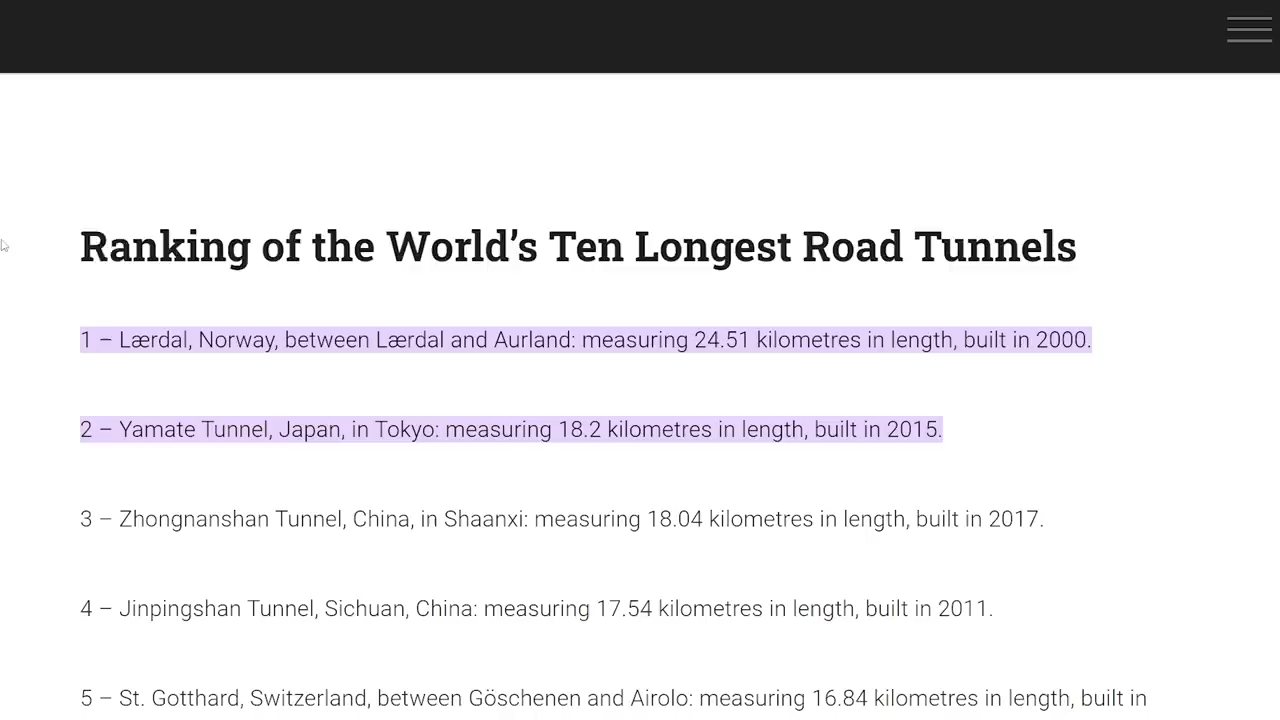 Ranking of the World’s Ten Longest Road Tunnels
1 – Lærdal, Norway, between Lærdal and Aurland: measuring 24.51 kilometres in length, built in 2000.
2 – Yamate Tunnel, Japan, in Tokyo: measuring 18.2 kilometres in length, built in 2015.
3 – Zhongnanshan Tunnel, China, in Shaanxi: measuring 18.04 kilometres in length, built in 2017.
4 – Jinpingshan Tunnel, Sichuan, China: measuring 17.54 kilometres in length, built in 2011.
5 – St. Gotthard, Switzerland, between Göschenen and Airolo: measuring 16.84 kilometres in length, built in